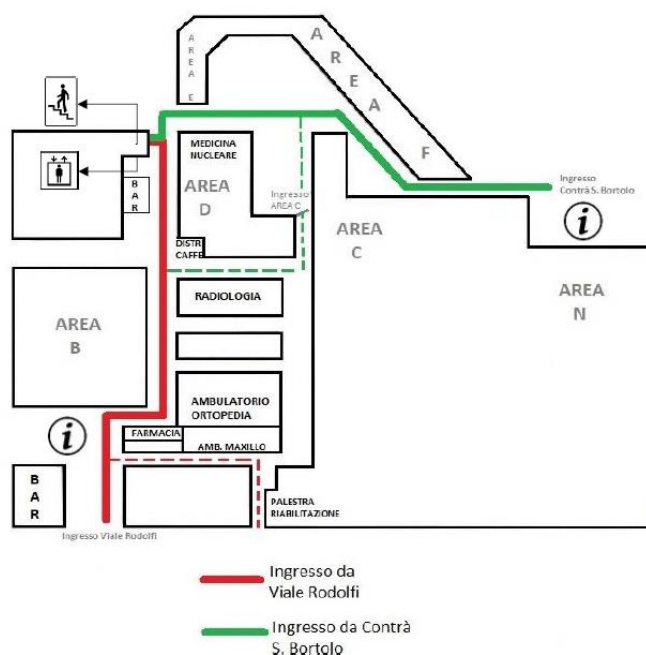 AREA E
AREA F
MEDICINA
NUCLEARE
AREA
D
Ingresso
AREA C
Ingresso
Contrà S. Bortolo
i
BAR
DISTR
CAFFE
AREA
C
AREA
N
RADIOLOGIA
AREA
B
AMBULATORIO
ORTOPEDIA
FARMACIA
AMB. MAXILLO
i
BAR
PALESTRA
RIABILITAZIONE
Ingresso Viale Rodolfi
Ingresso da
Viale Rodolfi
Ingresso da Contrà
S. Bortolo